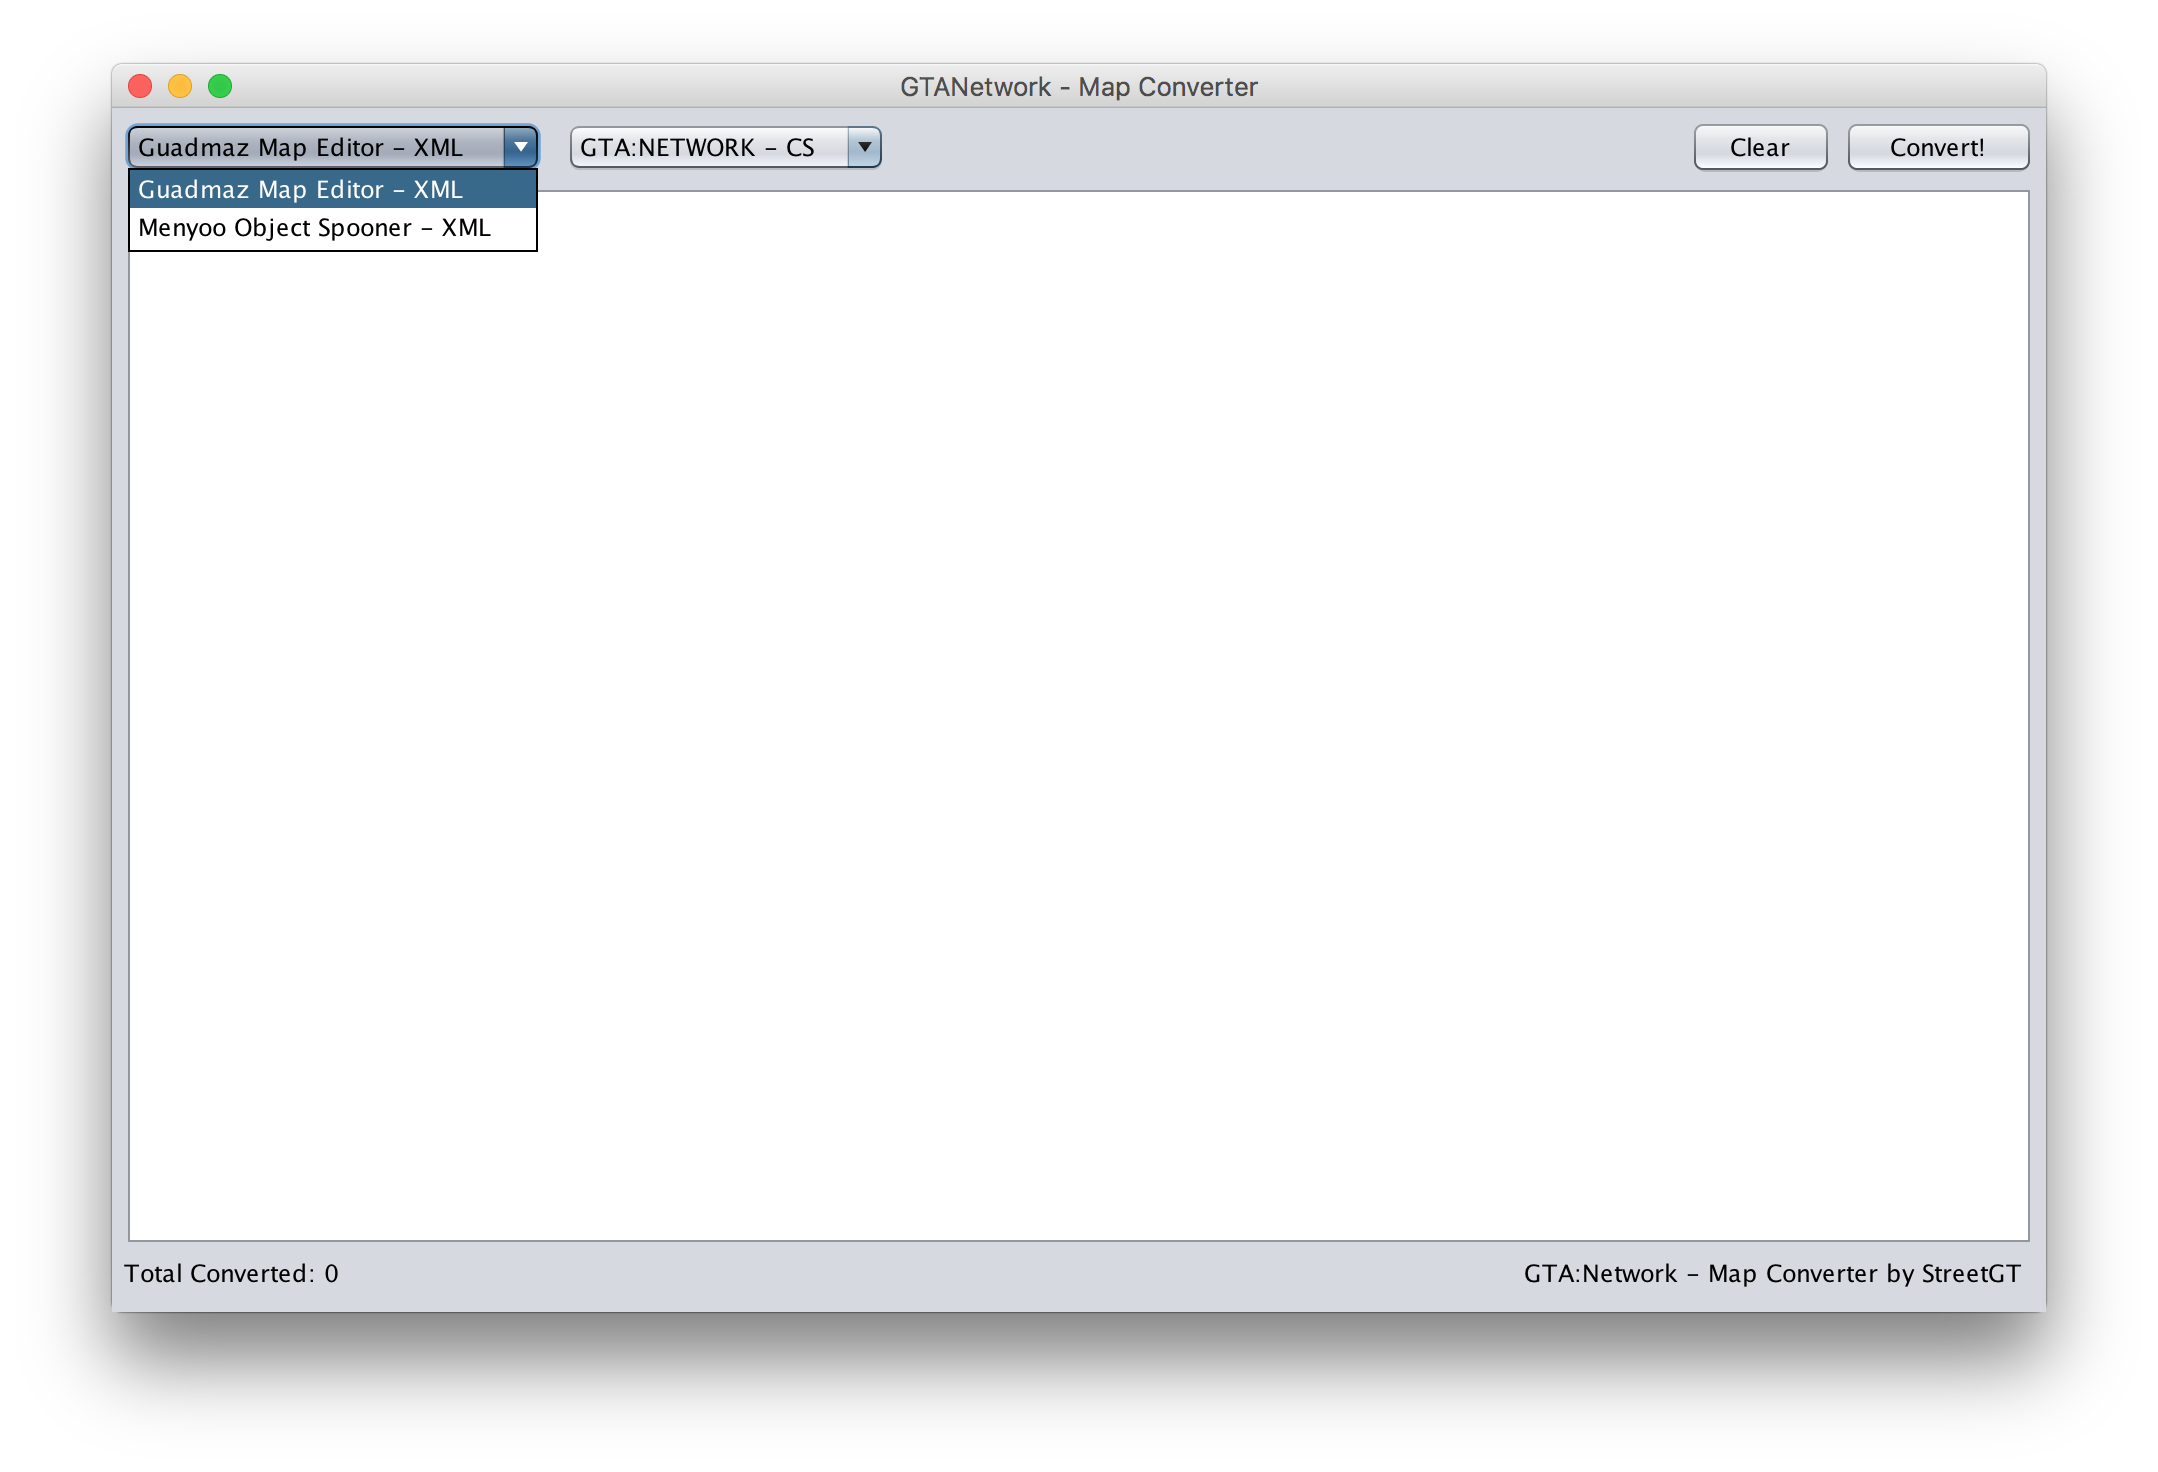 GTANetwork - Map Converter
Guadmaz Map Editor – XML
GTA:NETWORK – CS
Clear
Convert!
Guadmaz Map Editor – XML
Menyoo Object Spooner – XML
Total Converted: 0
GTA:Network – Map Converter by StreetGT